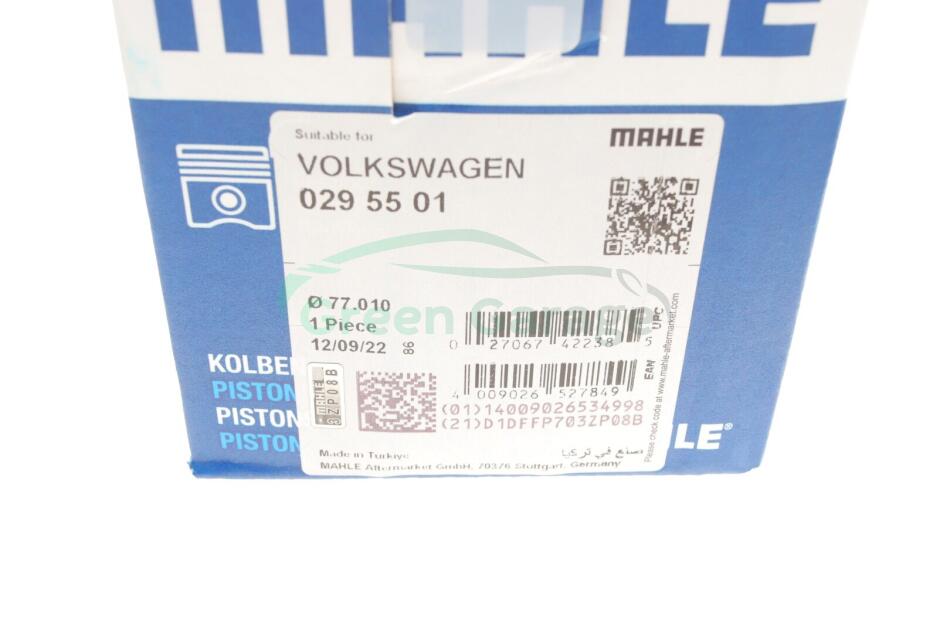 MAHLE
Suitable for
MAHLE
VOLKSWAGEN
029 55 01
Green Garage
Ø 77.010
1 Piece
12/09/22
86
0 27067 42238 5
UPC
4 009026 527849
EAN
Please check code at www.mahle-aftermarket.com
MAHLE
3ZP08B
(01)14009026534998
(21)D1DFFP703ZP08B
Made in Türkiye
صنع في تركيا
MAHLE Aftermarket GmbH, 70376 Stuttgart, Germany
KOLBEN
PISTON
PISTON
PISTON
HLE®